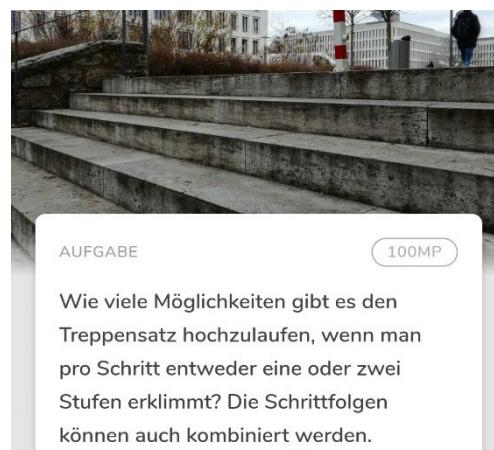 AUFGABE
100MP
Wie viele Möglichkeiten gibt es den
Treppensatz hochzulaufen, wenn man
pro Schritt entweder eine oder zwei
Stufen erklimmt? Die Schrittfolgen
können auch kombiniert werden.